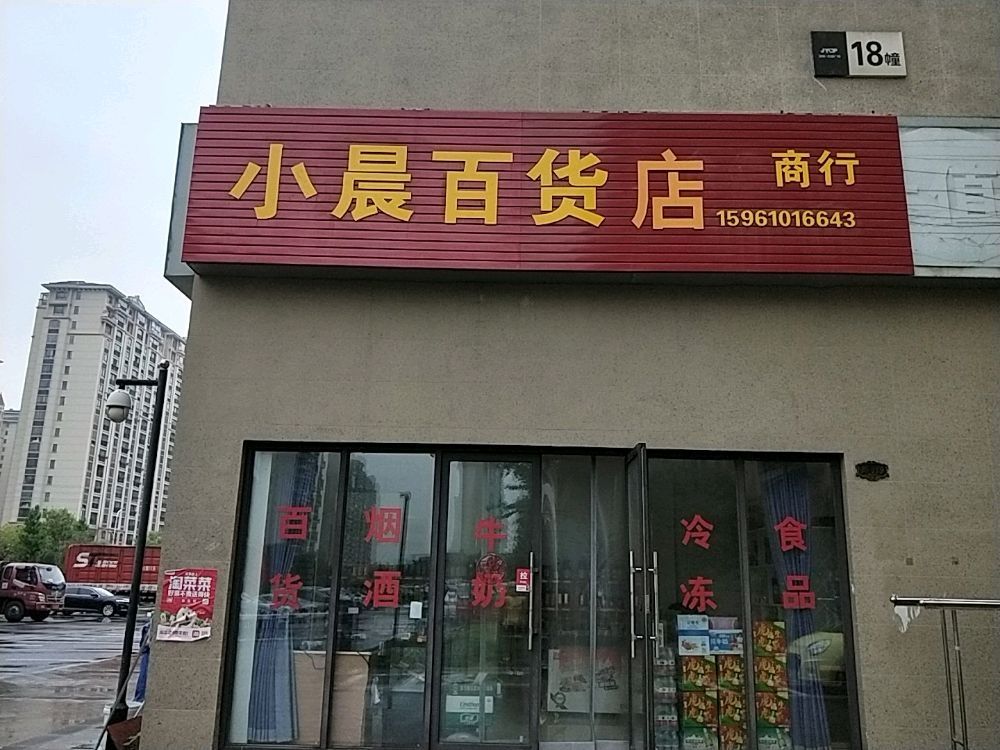 18幢
小晨百货店
商行
15961016643
百货
烟酒
牛奶
冷冻
食品
淘菜菜